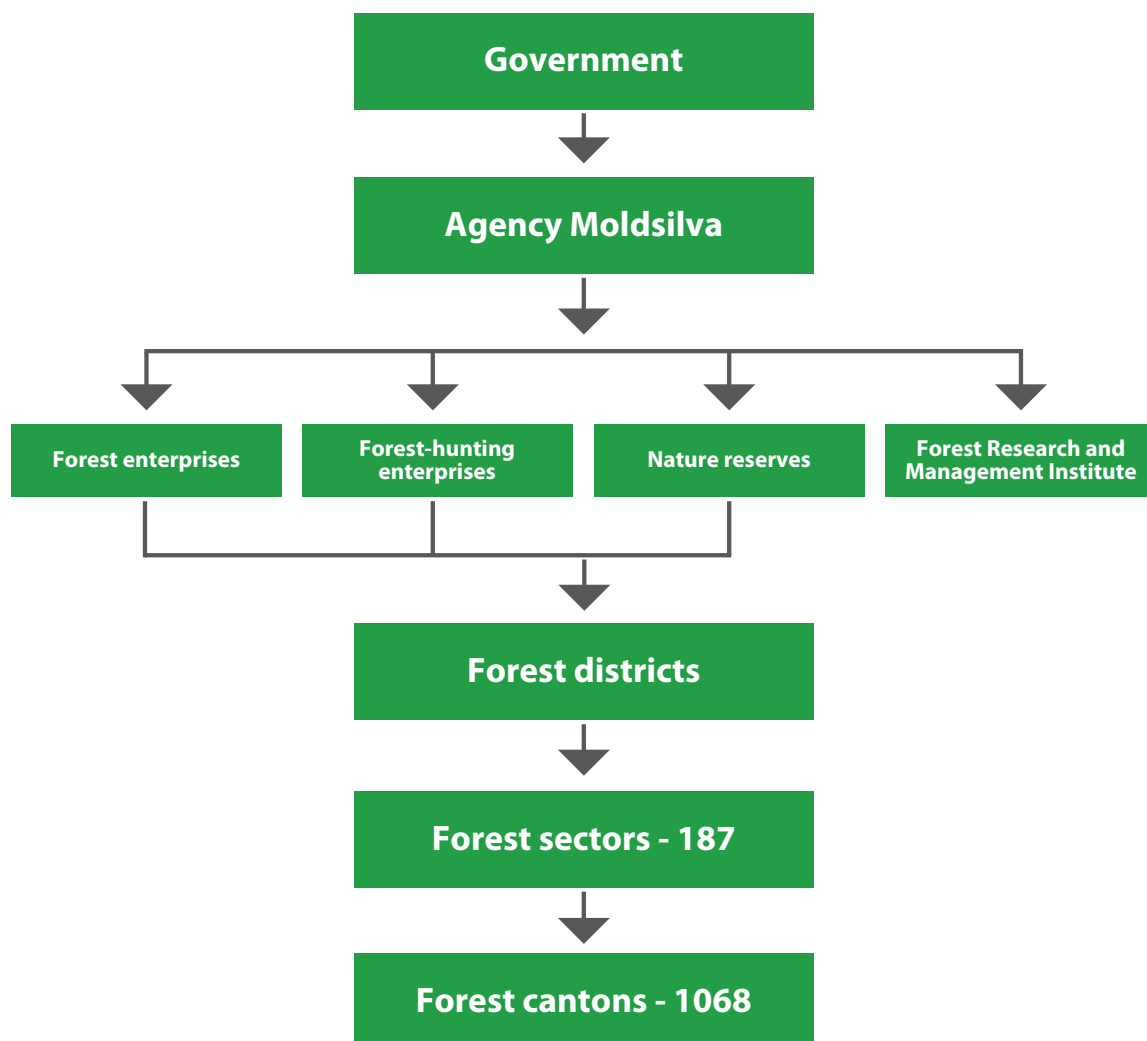 Government
Agency Moldsilva
Forest enterprises
Forest-hunting
enterprises
Nature reserves
Forest Research and
Management Institute
Forest districts
Forest sectors - 187
Forest cantons - 1068